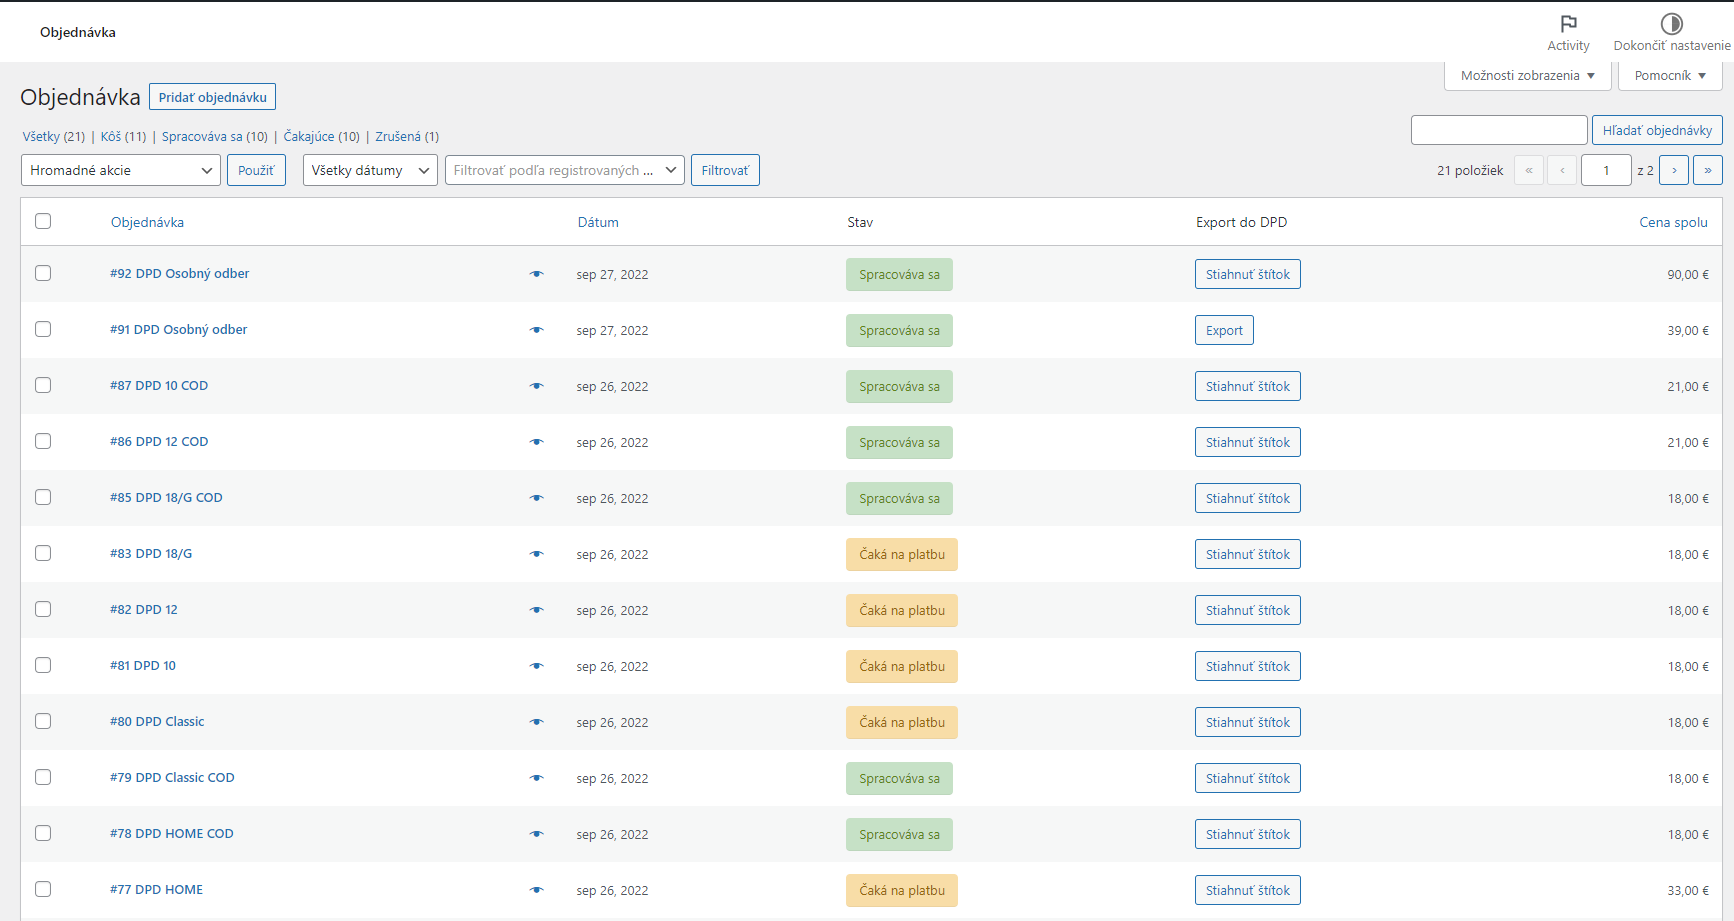 Objednávka
Activity
Dokončiť nastavenie
Možnosti zobrazenia
Pomocník
Objednávka Pridať objednávku
Všetky (21) | Kôš (11) | Spracováva sa (10) | Čakajúce (10) | Zrušená (1)
Hľadať objednávky
Hromadné akcie Použiť Všetky dátumy Filtrovať podľa registrovaných ... Filtrovať 21 položiek « ‹ 1 z 2 › »
Objednávka Dátum Stav Export do DPD Cena spolu
#92 DPD Osobný odber sep 27, 2022 Spracováva sa Stiahnuť štítok 90,00 €
#91 DPD Osobný odber sep 27, 2022 Spracováva sa Export 39,00 €
#87 DPD 10 COD sep 26, 2022 Spracováva sa Stiahnuť štítok 21,00 €
#86 DPD 12 COD sep 26, 2022 Spracováva sa Stiahnuť štítok 21,00 €
#85 DPD 18/G COD sep 26, 2022 Spracováva sa Stiahnuť štítok 18,00 €
#83 DPD 18/G sep 26, 2022 Čaká na platbu Stiahnuť štítok 18,00 €
#82 DPD 12 sep 26, 2022 Čaká na platbu Stiahnuť štítok 18,00 €
#81 DPD 10 sep 26, 2022 Čaká na platbu Stiahnuť štítok 18,00 €
#80 DPD Classic sep 26, 2022 Čaká na platbu Stiahnuť štítok 18,00 €
#79 DPD Classic COD sep 26, 2022 Spracováva sa Stiahnuť štítok 18,00 €
#78 DPD HOME COD sep 26, 2022 Spracováva sa Stiahnuť štítok 18,00 €
#77 DPD HOME sep 26, 2022 Čaká na platbu Stiahnuť štítok 33,00 €